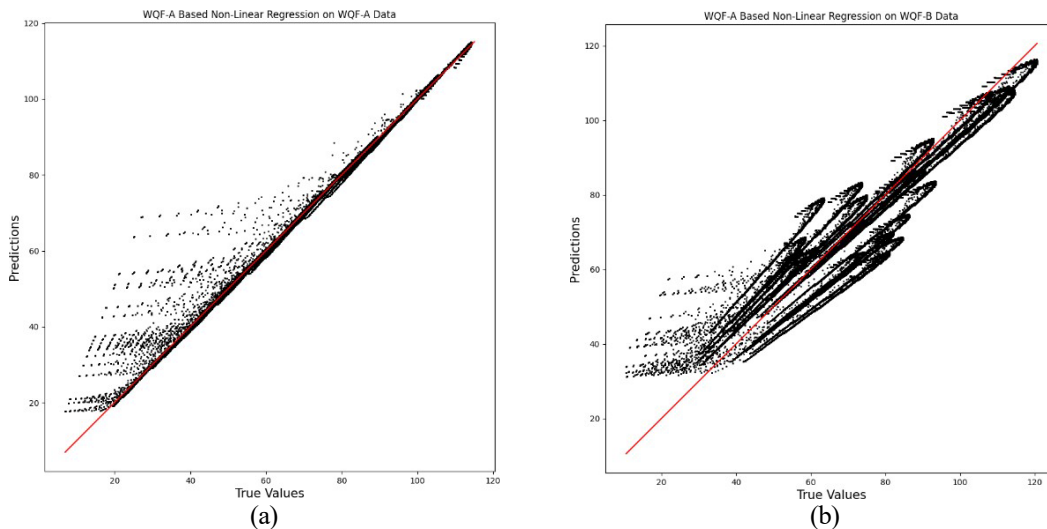 WQF-A Based Non-Linear Regression on WQF-A Data
120
100
80
60
40
20
Predictions
20 40 60 80 100 120
True Values
(a)
WQF-A Based Non-Linear Regression on WQF-B Data
120
100
80
60
40
20
Predictions
20 40 60 80 100 120
True Values
(b)